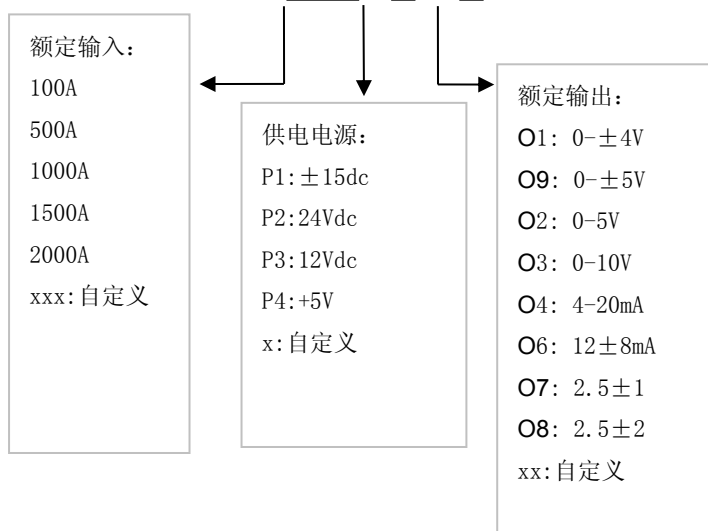 额定输入：
100A
500A
1000A
1500A
2000A
xxx:自定义
供电电源：
P1:±15dc
P2:24Vdc
P3:12Vdc
P4:+5V
x:自定义
额定输出：
O1: 0-±4V
O9: 0-±5V
O2: 0-5V
O3: 0-10V
O4: 4-20mA
O6: 12±8mA
O7: 2.5±1
O8: 2.5±2
xx:自定义